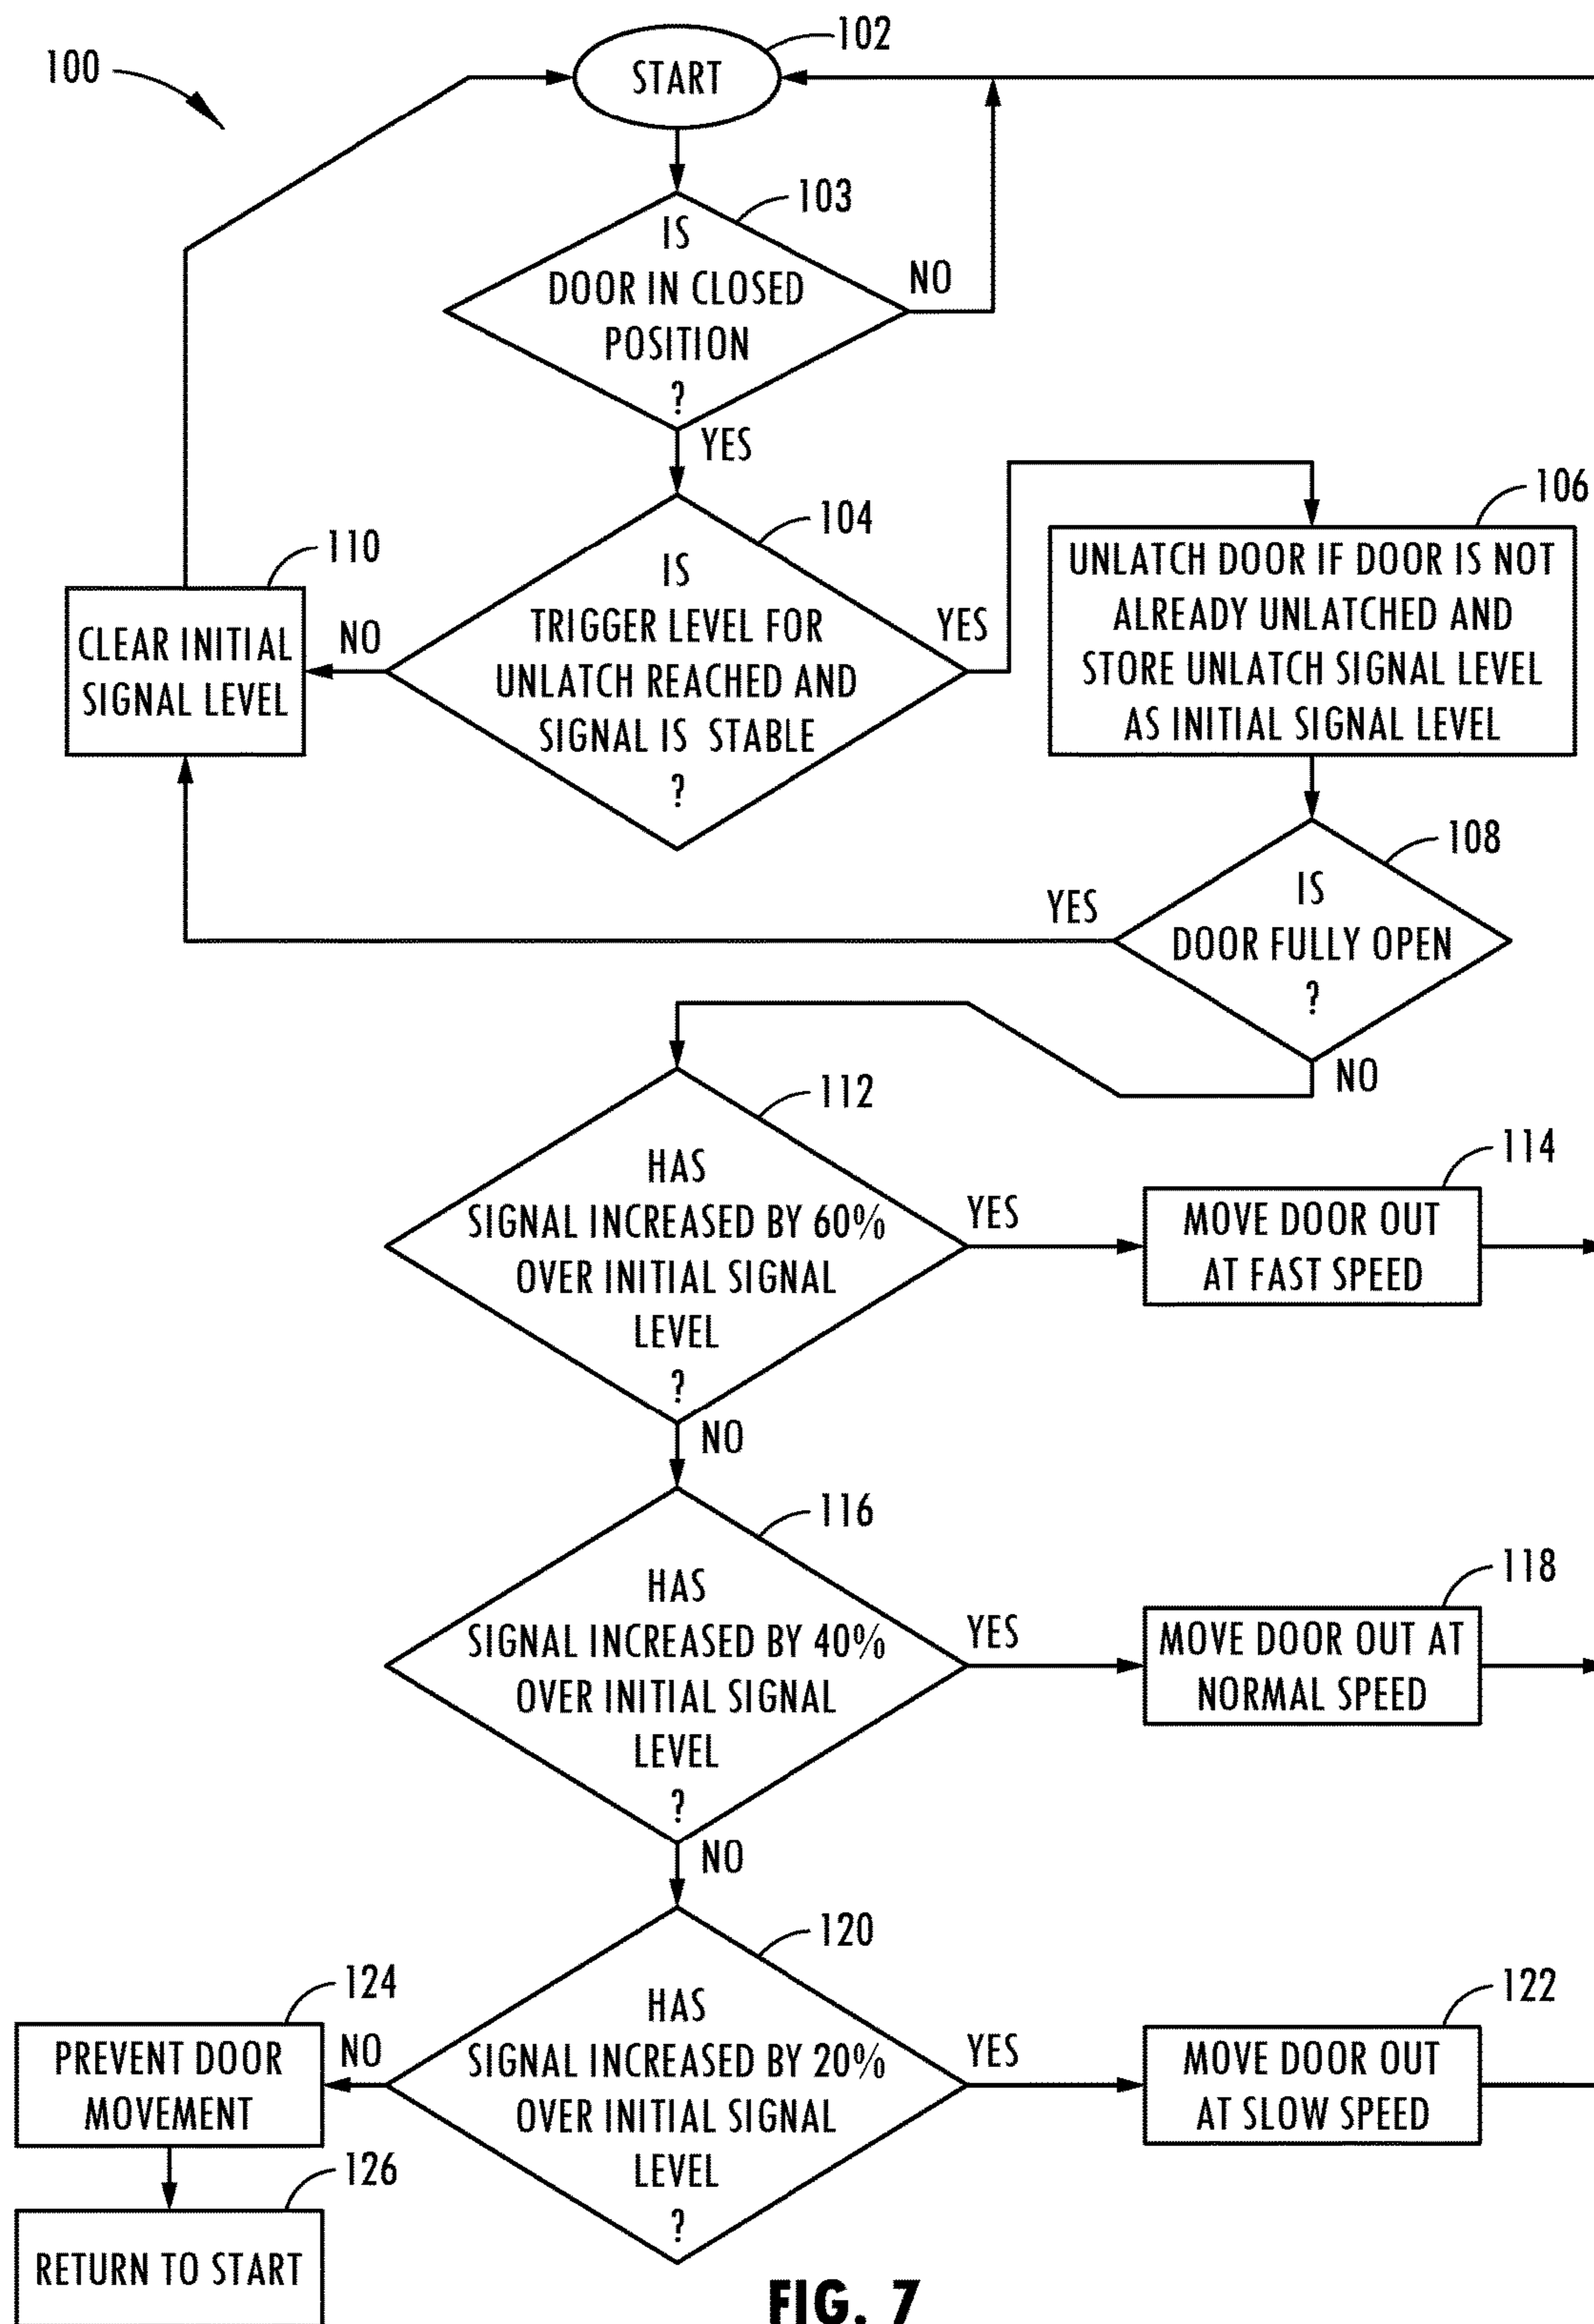 100
102
START
103
IS
DOOR IN CLOSED
POSITION
?
NO
YES
104
IS
TRIGGER LEVEL FOR
UNLATCH REACHED AND
SIGNAL IS STABLE
?
NO
YES
110
CLEAR INITIAL
SIGNAL LEVEL
106
UNLATCH DOOR IF DOOR IS NOT
ALREADY UNLATCHED AND
STORE UNLATCH SIGNAL LEVEL
AS INITIAL SIGNAL LEVEL
108
IS
DOOR FULLY OPEN
?
YES
NO
112
HAS
SIGNAL INCREASED BY 60%
OVER INITIAL SIGNAL
LEVEL
?
YES
114
MOVE DOOR OUT
AT FAST SPEED
NO
116
HAS
SIGNAL INCREASED BY 40%
OVER INITIAL SIGNAL
LEVEL
?
YES
118
MOVE DOOR OUT AT
NORMAL SPEED
NO
120
HAS
SIGNAL INCREASED BY 20%
OVER INITIAL SIGNAL
LEVEL
?
YES
122
MOVE DOOR OUT
AT SLOW SPEED
NO
124
PREVENT DOOR
MOVEMENT
126
RETURN TO START
FIG. 7